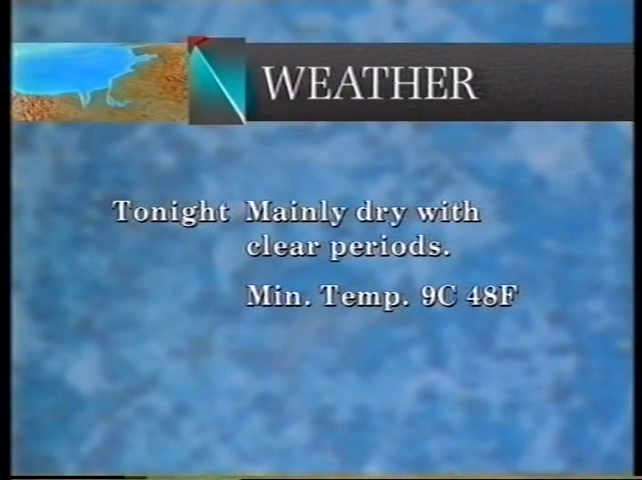 WEATHER
Tonight Mainly dry with
clear periods.
Min. Temp. 9C 48F